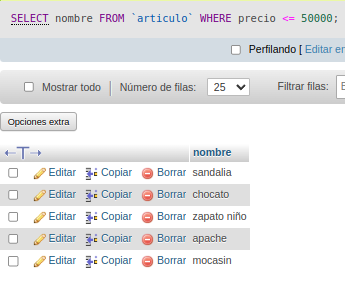 SELECT nombre FROM `articulo` WHERE precio <= 50000;
Perfilando [ Editar en
Mostrar todo Número de filas: 25 Filtrar filas:
Opciones extra
←T→ nombre
Editar Copiar Borrar sandalia
Editar Copiar Borrar chocato
Editar Copiar Borrar zapato niño
Editar Copiar Borrar apache
Editar Copiar Borrar mocasin